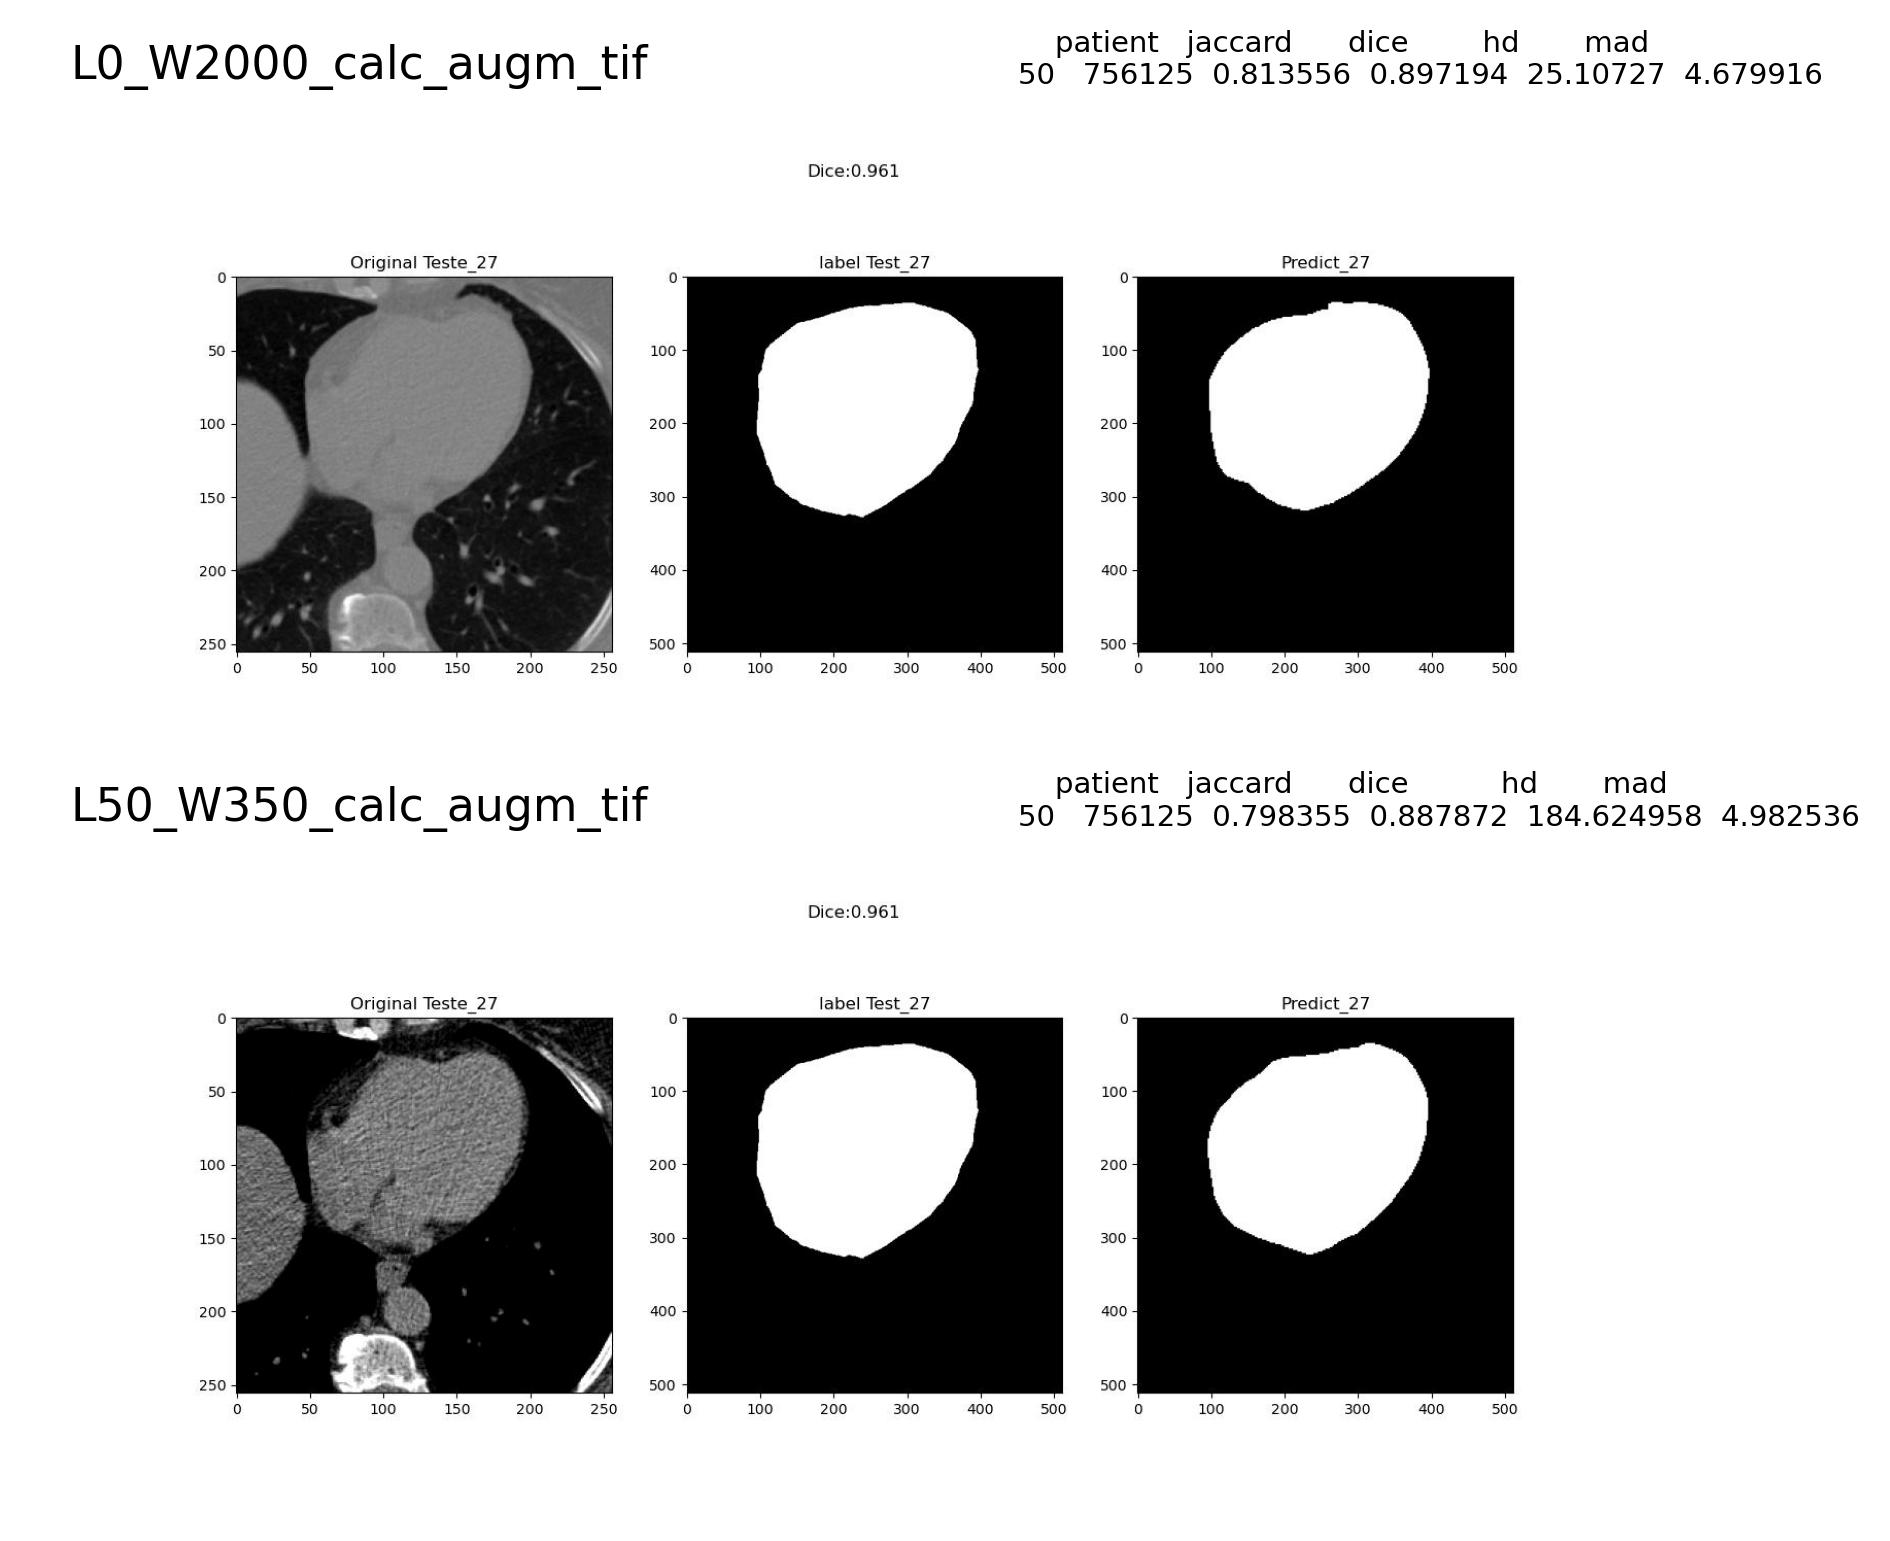 L0_W2000_calc_augm_tif
patient jaccard dice hd mad
50 756125 0.813556 0.897194 25.10727 4.679916
Dice:0.961
Original Teste_27
label Test_27
Predict_27
0
50
100
150
200
250
0 50 100 150 200 250
0
100
200
300
400
500
0 100 200 300 400 500
0
100
200
300
400
500
0 100 200 300 400 500
L50_W350_calc_augm_tif
patient jaccard dice hd mad
50 756125 0.798355 0.887872 184.624958 4.982536
Dice:0.961
Original Teste_27
label Test_27
Predict_27
0
50
100
150
200
250
0 50 100 150 200 250
0
100
200
300
400
500
0 100 200 300 400 500
0
100
200
300
400
500
0 100 200 300 400 500